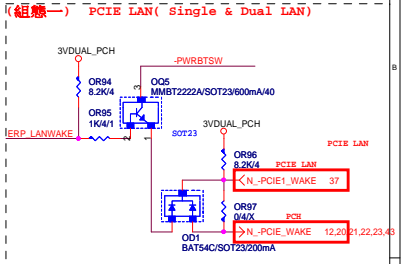 (組態一) PCIE LAN( Single & Dual LAN)
3VDUAL_PCH
-PWRBTSW
B
OR94
8.2K/4
OQ5
MMBT2222A/SOT23/600mA/40
3
OR95
1K/4/1
SOT23
3VDUAL_PCH
ERP_LANWAKE
2
1
PCIE LAN
OR96
8.2K/4
PCIE LAN
N_-PCIE1_WAKE 37
OR97
0/4/X
PCH
N_-PCIE_WAKE 12,20,21,22,23,43
OD1
BAT54C/SOT23/200mA